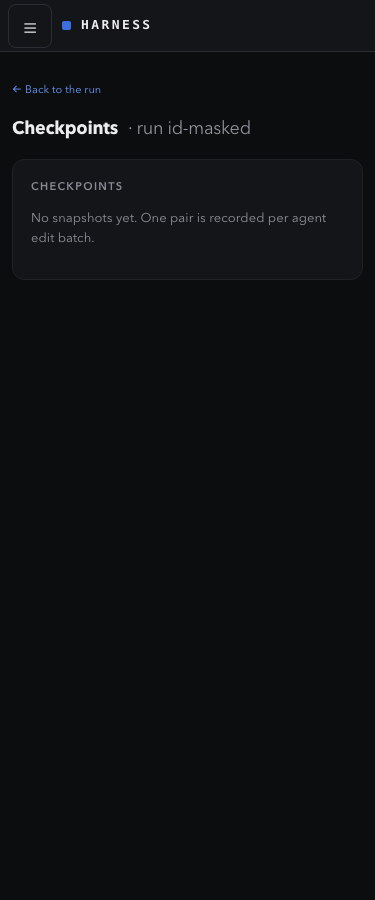 HARNESS
← Back to the run
Checkpoints · run id-masked
CHECKPOINTS
No snapshots yet. One pair is recorded per agent
edit batch.